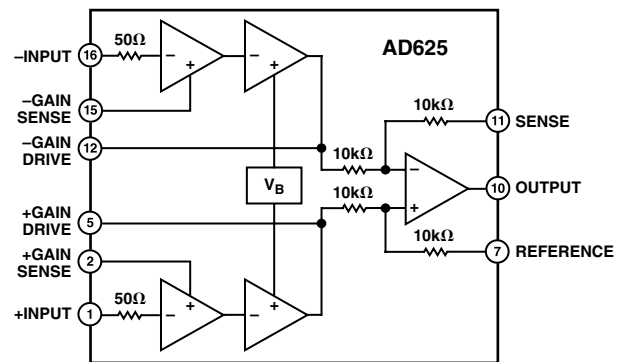 AD625
–INPUT
16
50Ω
–
+
–
+
–GAIN
SENSE
15
–GAIN
DRIVE
12
10kΩ
11
SENSE
10kΩ
–
+
10
OUTPUT
VB
10kΩ
+GAIN
DRIVE
5
10kΩ
7
REFERENCE
+GAIN
SENSE
2
+INPUT
1
50Ω
–
+
–
+